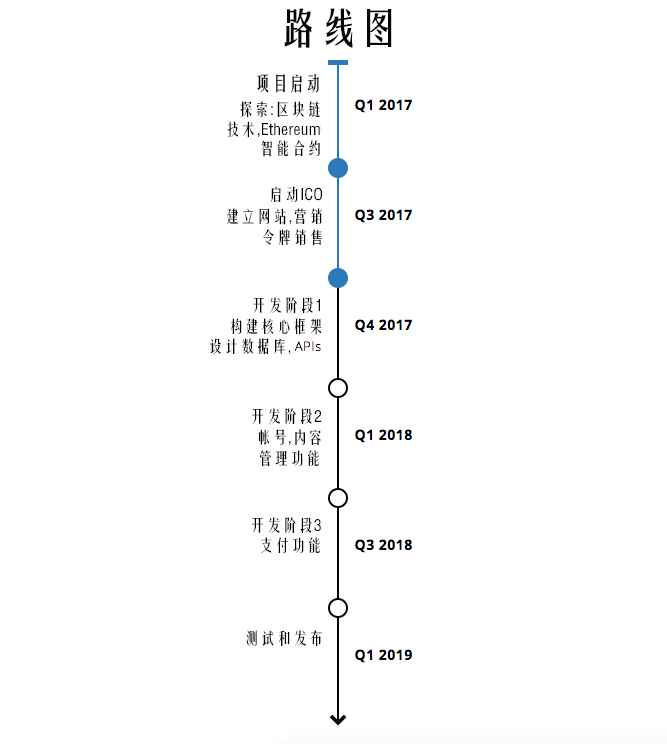 路线图
项目启动
探索:区块链
技术,Ethereum
智能合约
Q1 2017
启动ICO
建立网站,营销
令牌销售
Q3 2017
开发阶段1
构建核心框架
设计数据库, APIs
Q4 2017
开发阶段2
帐号,内容
管理功能
Q1 2018
开发阶段3
支付功能
Q3 2018
测试和发布
Q1 2019